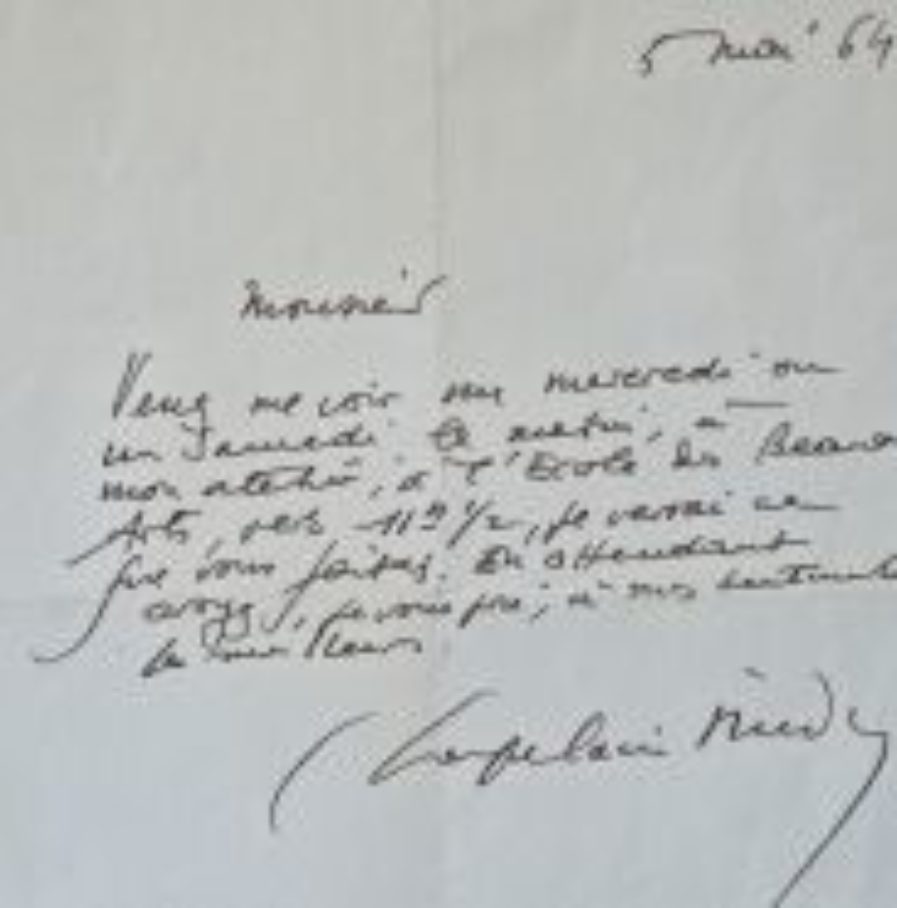 5 mai 64
Monsieur
Venez me voir un mercredi ou
un Samedi le matin, à
mon atelier, à l'Ecole des Beaux
Arts, vers 11h 1/2, je verrai ce
que vous faites. En attendant
croyez, je vous prie, à mes sentiments
les meilleurs
Chapelain Midy